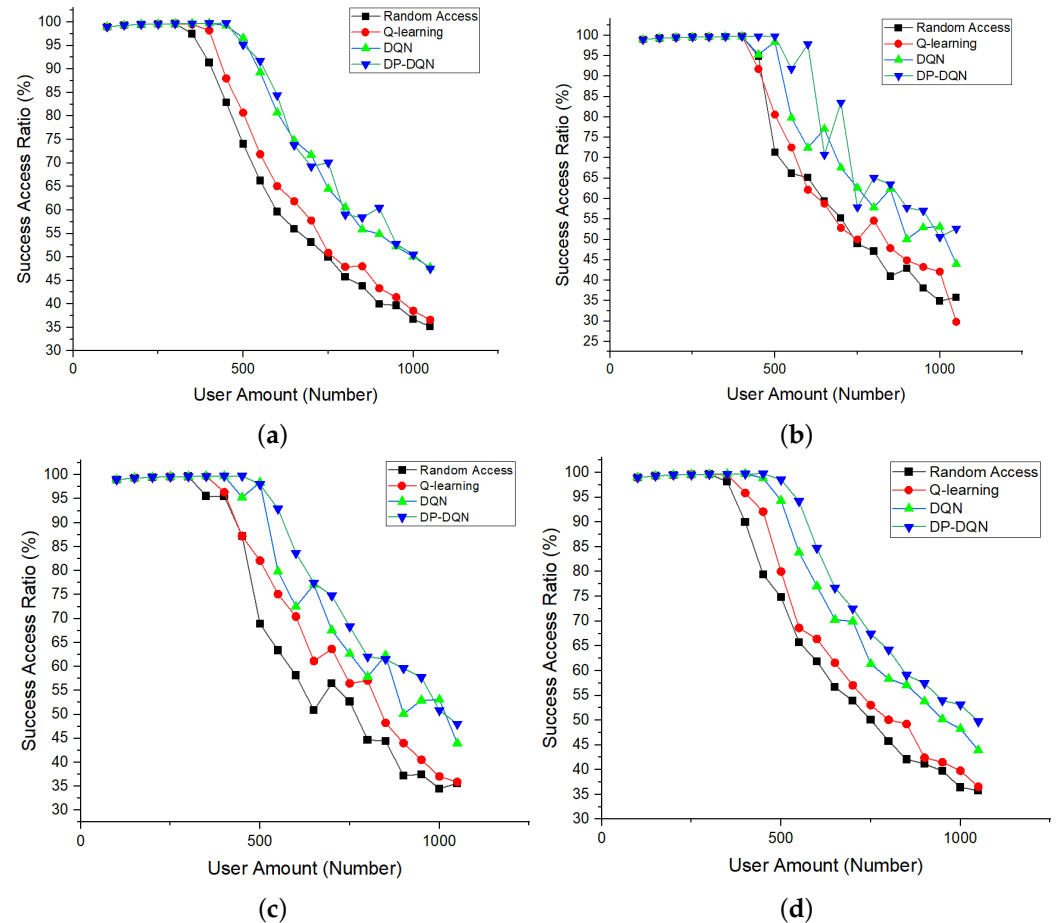 Success Access Ratio (%)
100
95
90
85
80
75
70
65
60
55
50
45
40
35
30
0
500
1000
User Amount (Number)
Random Access
Q-learning
DQN
DP-DQN
(a)
Success Access Ratio (%)
100
95
90
85
80
75
70
65
60
55
50
45
40
35
30
25
0
500
1000
User Amount (Number)
Random Access
Q-learning
DQN
DP-DQN
(b)
Success Access Ratio (%)
100
95
90
85
80
75
70
65
60
55
50
45
40
35
30
0
500
1000
User Amount (Number)
Random Access
Q-learning
DQN
DP-DQN
(c)
Success Access Ratio (%)
100
95
90
85
80
75
70
65
60
55
50
45
40
35
30
0
500
1000
User Amount (Number)
Random Access
Q-learning
DQN
DP-DQN
(d)